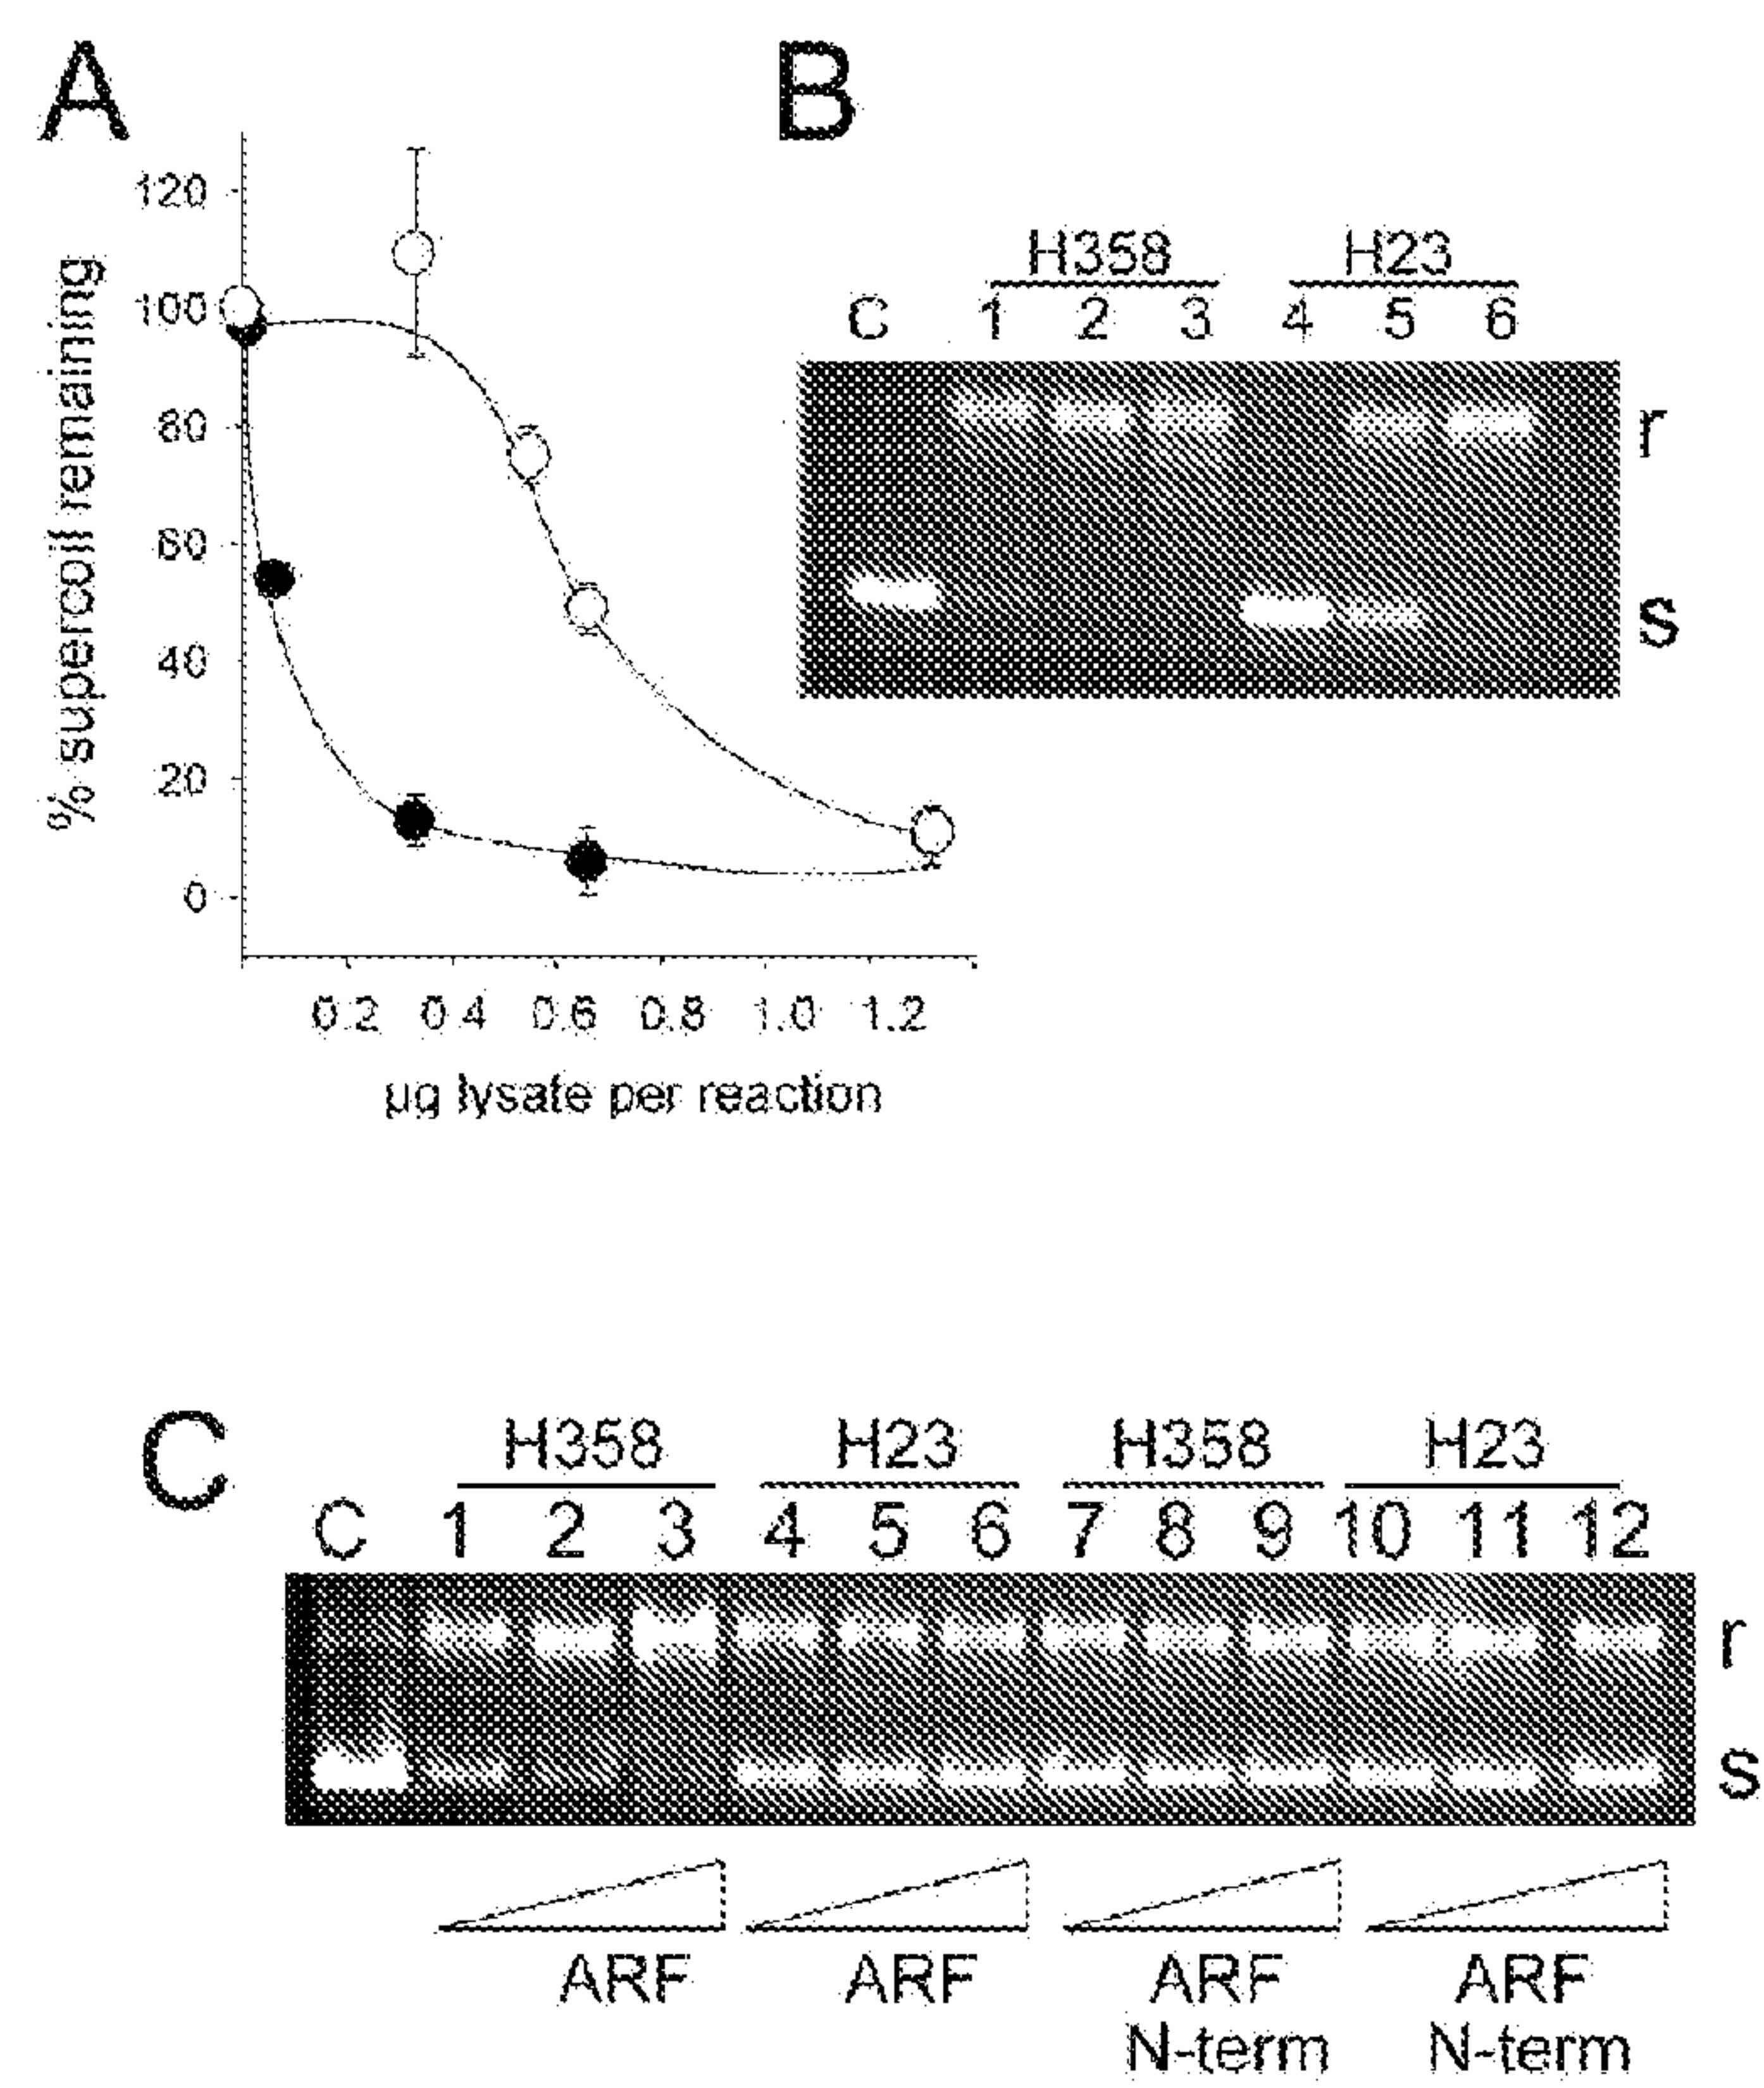 A
120
100
80
60
40
20
0
% supercoil remaining
0.2 0.4 0.6 0.8 1.0 1.2
µg lysate per reaction
B
H358 H23
C 1 2 3 4 5 6
r
s
C
H358 H23 H358 H23
C 1 2 3 4 5 6 7 8 9 10 11 12
r
s
ARF ARF ARF ARF
N-term N-term